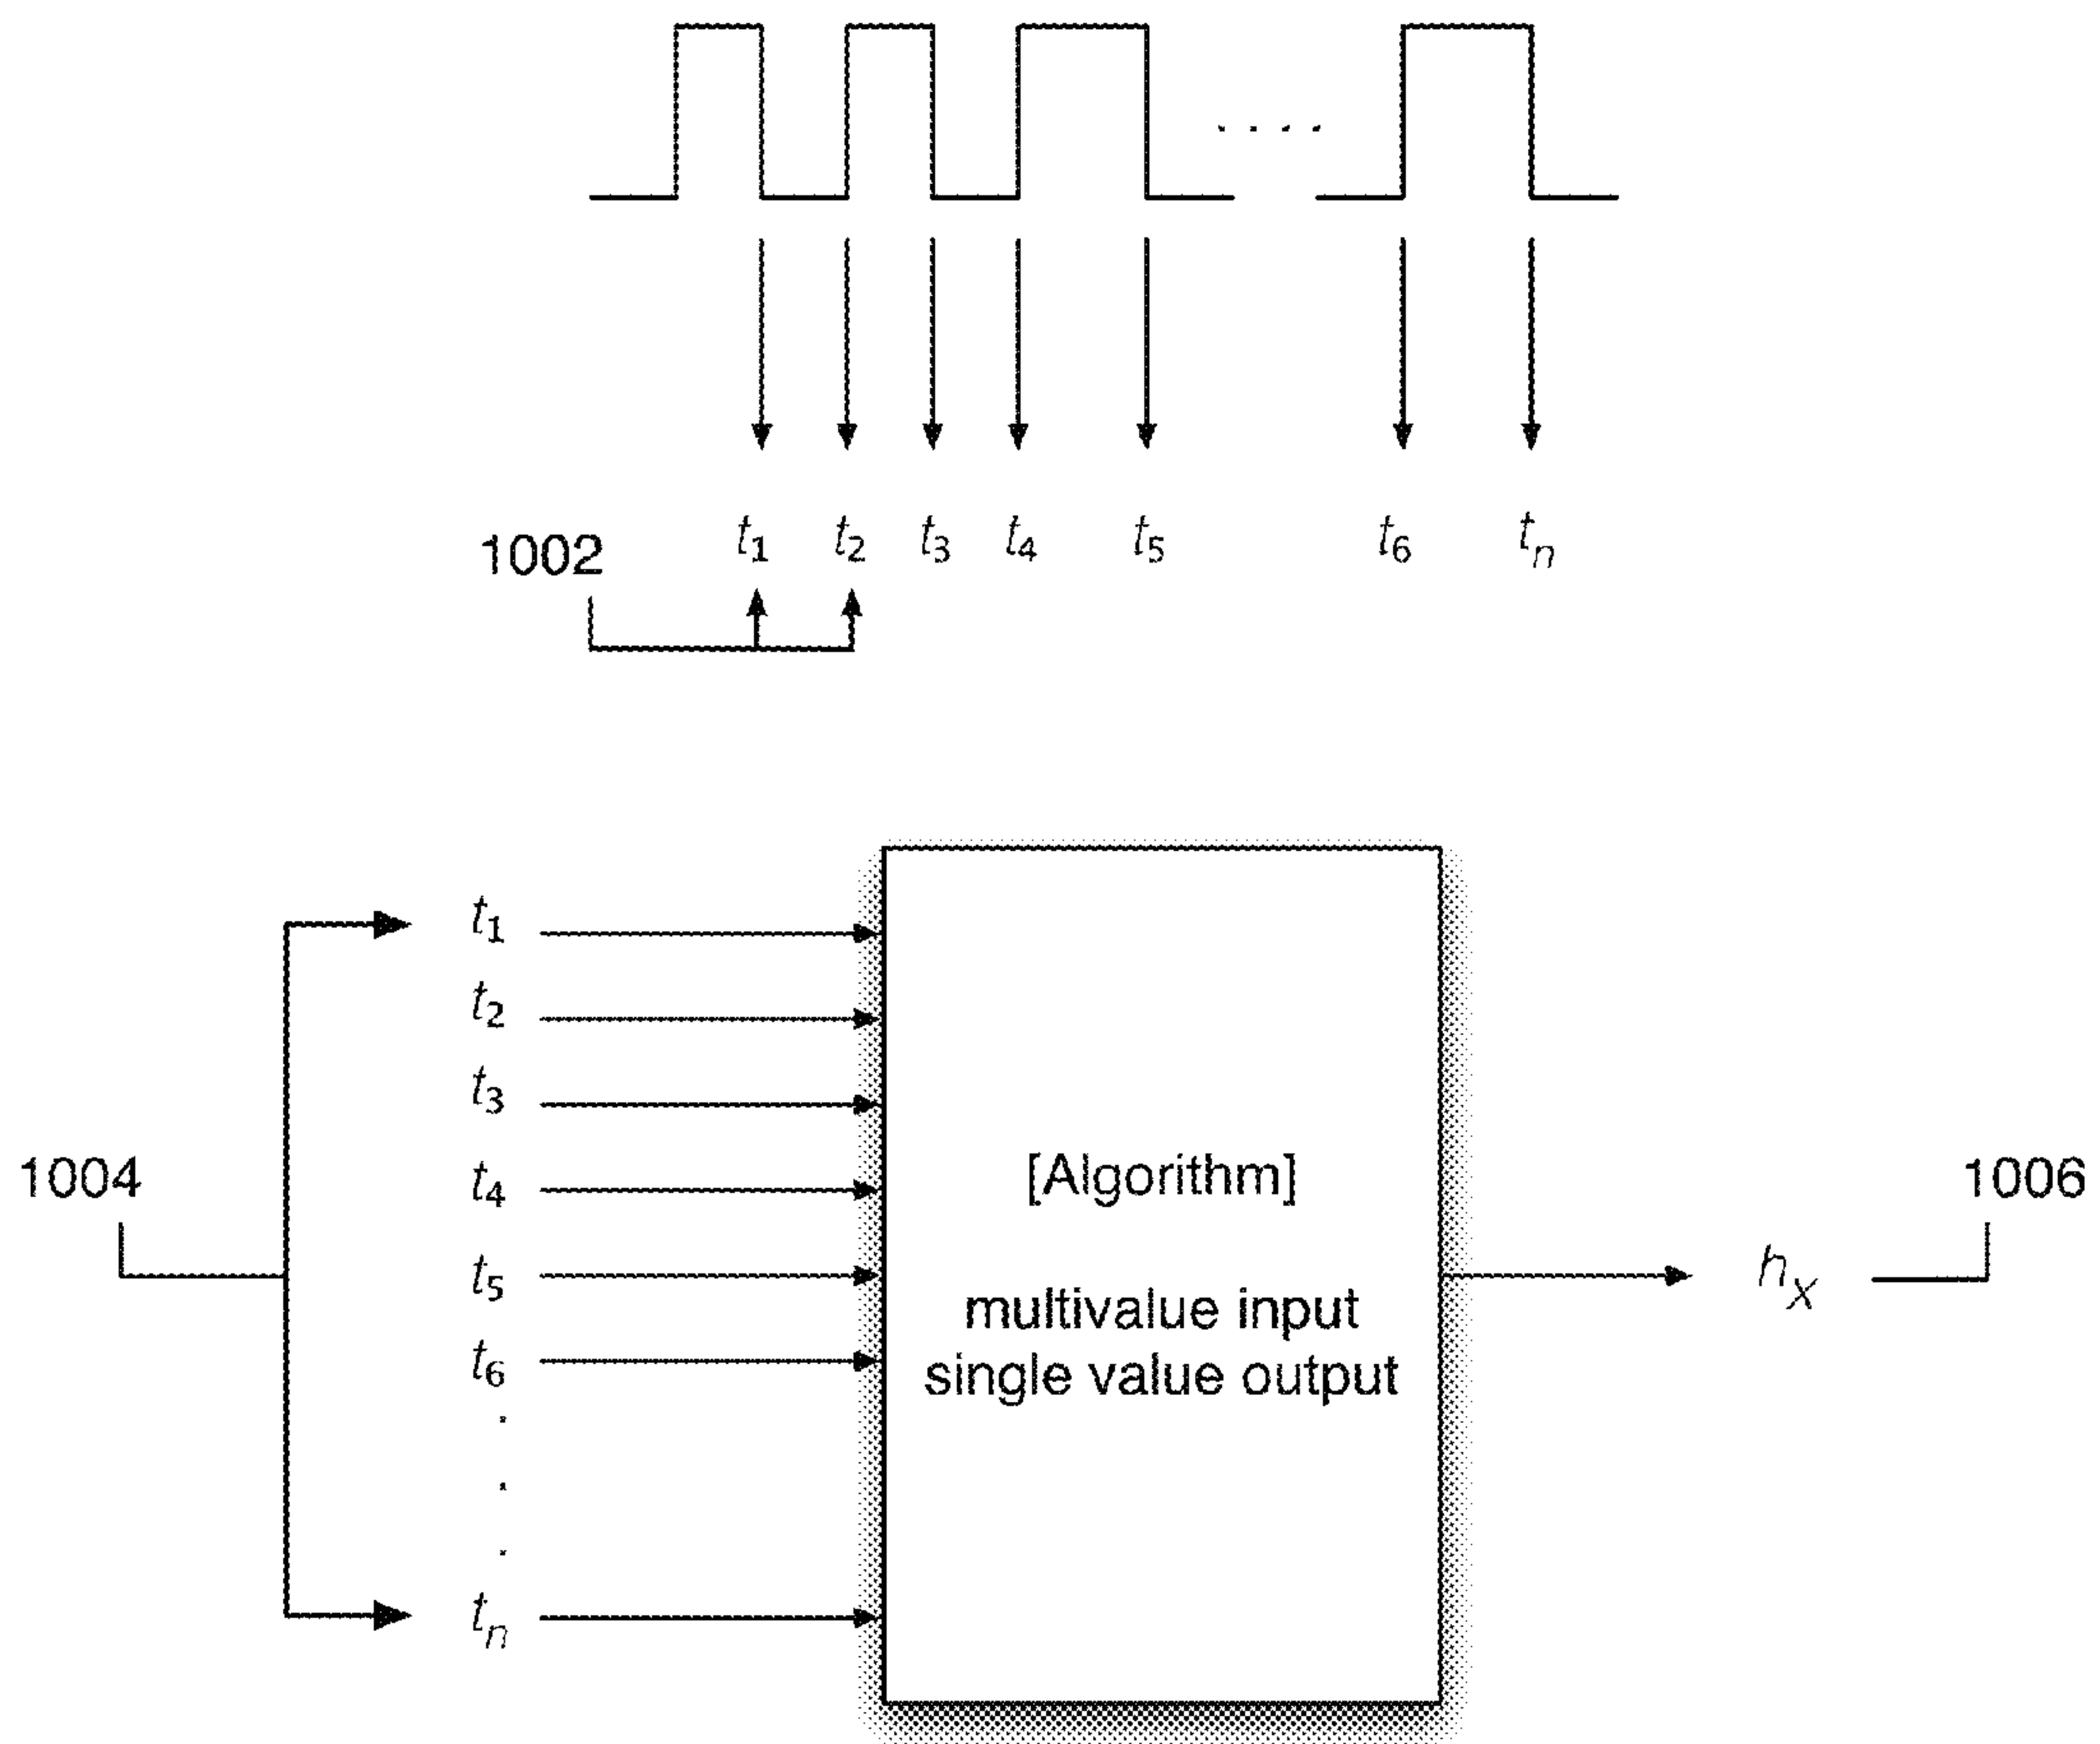 . . . .
1002 t₁ t₂ t₃ t₄ t₅ t₆ tₙ
t₁
t₂
t₃
1004 t₄ [Algorithm] 1006
t₅ hₓ
multivalue input
t₆ single value output
.
.
.
tₙ